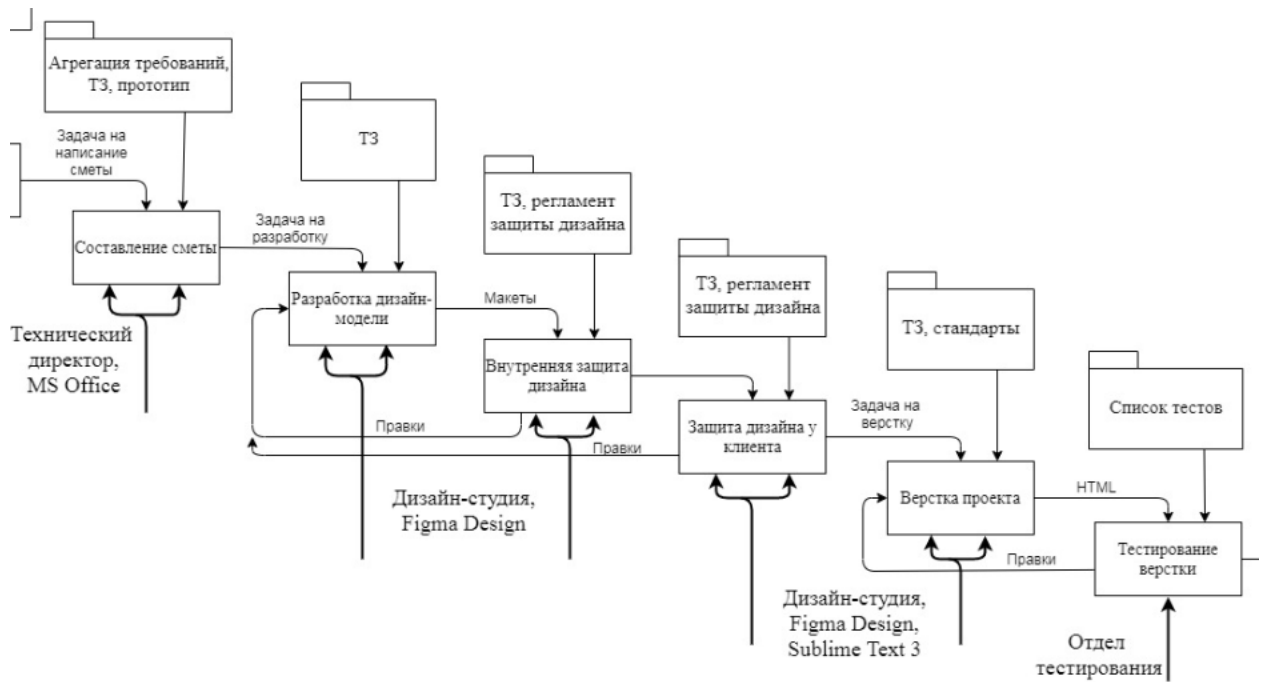 Агрегация требований,
ТЗ, прототип
Задача на
написание
сметы
ТЗ
Составление сметы
Задача на
разработку
ТЗ, регламент
защиты дизайна
Разработка дизайн-
модели
Макеты
ТЗ, регламент
защиты дизайна
Технический
директор,
MS Office
Внутренняя защита
дизайна
ТЗ, стандарты
Правки
Правки
Защита дизайна у
клиента
Задача на
верстку
Список тестов
Дизайн-студия,
Figma Design
Верстка проекта
HTML
Правки
Тестирование
верстки
Дизайн-студия,
Figma Design,
Sublime Text 3
Отдел
тестирования